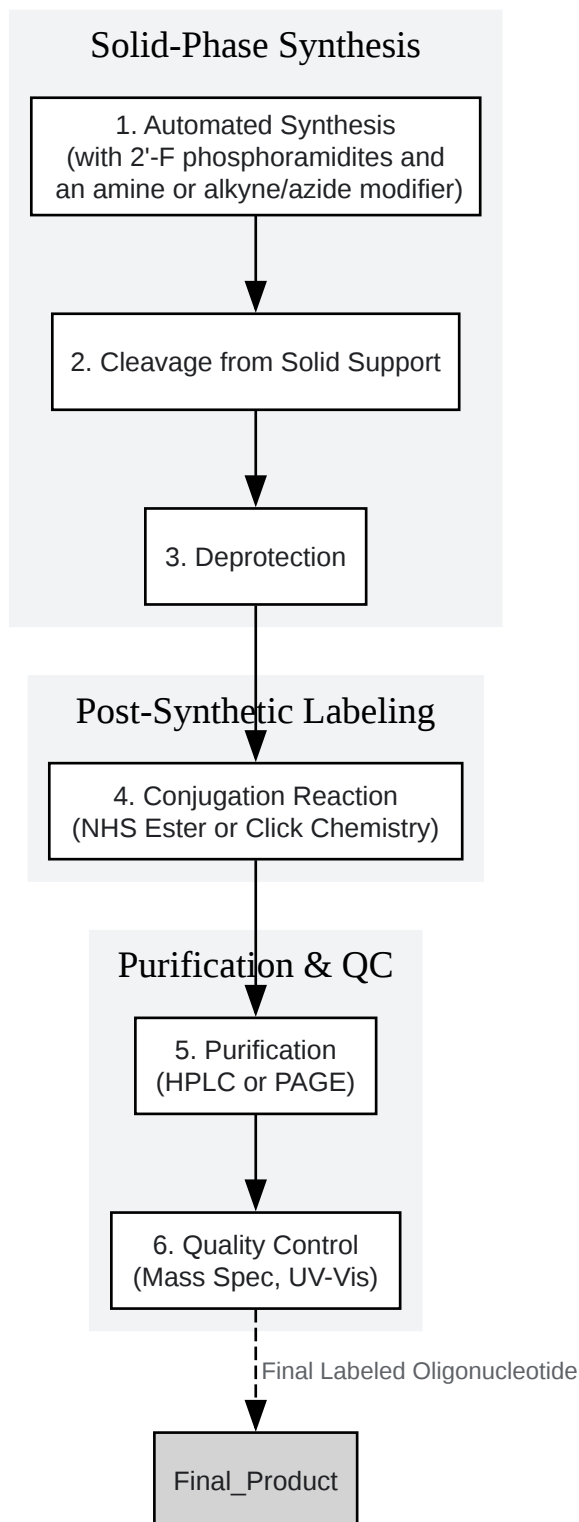 Solid-Phase Synthesis
1. Automated Synthesis
(with 2'-F phosphoramidites and
an amine or alkyne/azide modifier)
2. Cleavage from Solid Support
3. Deprotection
Post-Synthetic Labeling
4. Conjugation Reaction
(NHS Ester or Click Chemistry)
Purification & QC
5. Purification
(HPLC or PAGE)
6. Quality Control
(Mass Spec, UV-Vis)
Final Labeled Oligonucleotide
Final_Product